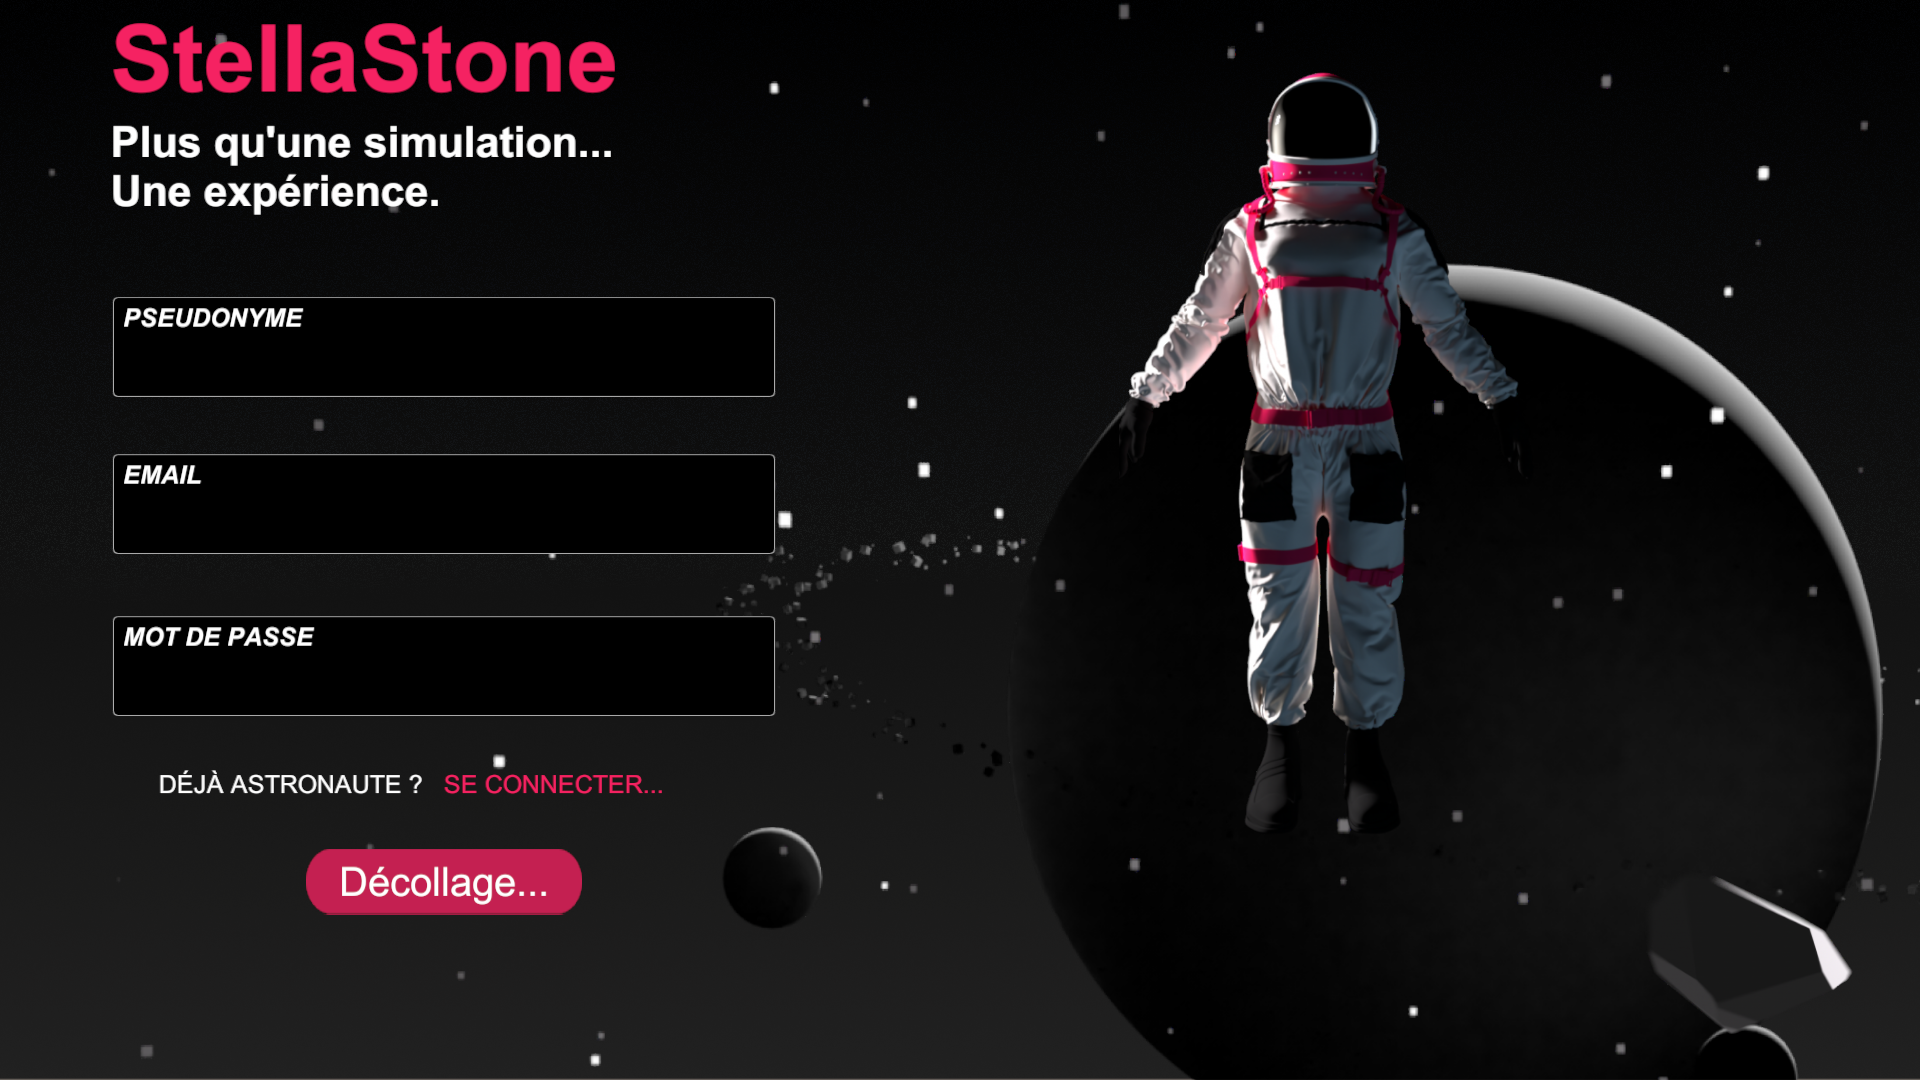 StellaStone
Plus qu'une simulation...
Une expérience.
PSEUDONYME
EMAIL
MOT DE PASSE
DÉJÀ ASTRONAUTE ? SE CONNECTER...
Décollage...